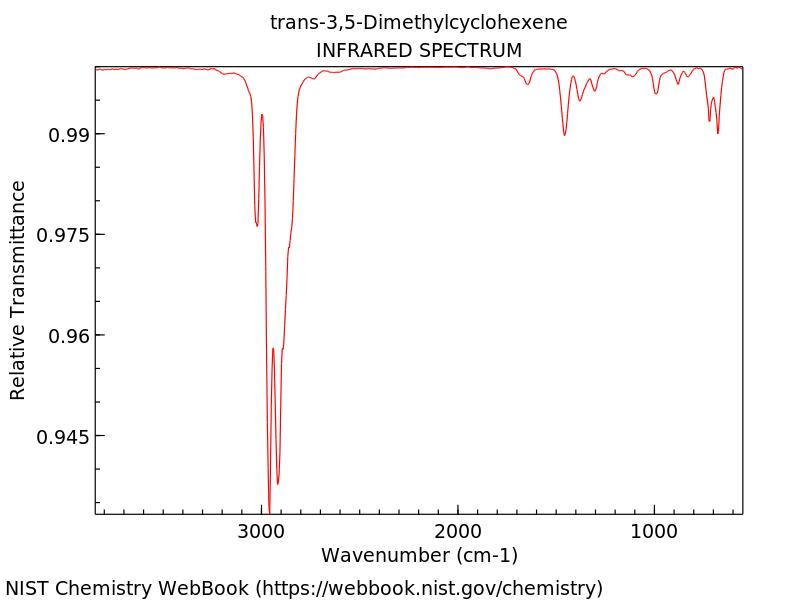 trans-3,5-Dimethylcyclohexene
INFRARED SPECTRUM
0.99
0.975
0.96
0.945
Relative Transmittance
3000 2000 1000
Wavenumber (cm-1)
NIST Chemistry WebBook (https://webbook.nist.gov/chemistry)